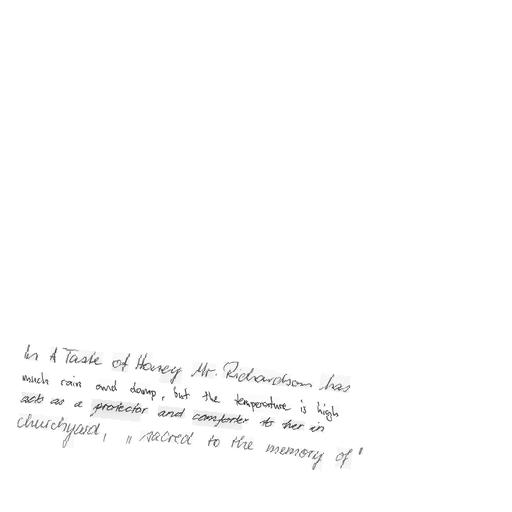 In A Taste of Honey Mr. Richardson has
much rain and damp, but the temperature is high
acts as a protector and comforter to her in
churchyard, "sacred to the memory of"